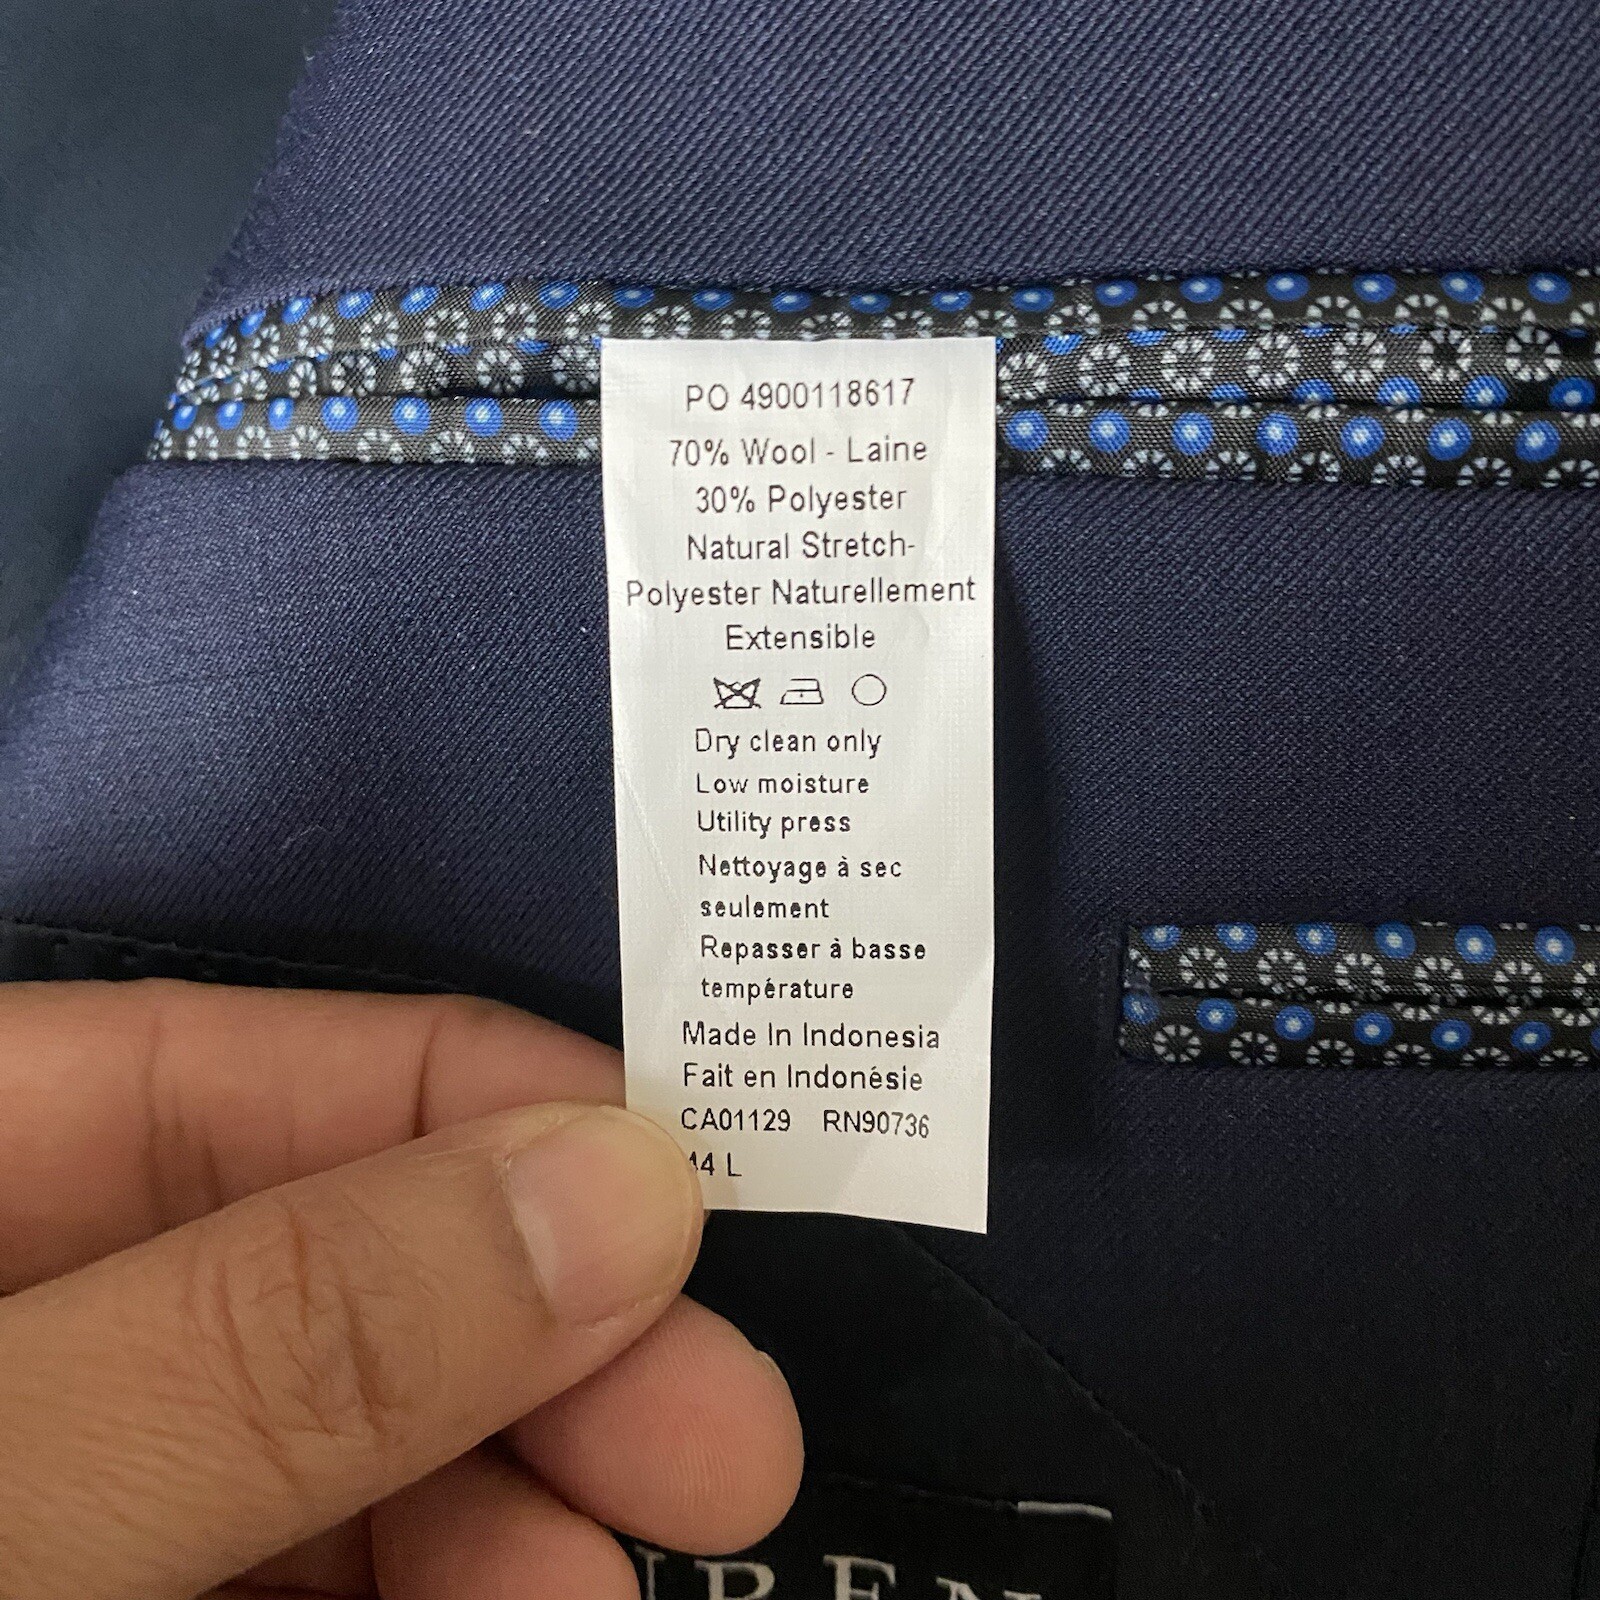 PO 4900118617
70% Wool - Laine
30% Polyester
Natural Stretch-
Polyester Naturellement
Extensible
Dry clean only
Low moisture
Utility press
Nettoyage à sec
seulement
Repasser à basse
température
Made In Indonesia
Fait en Indonésie
CA01129 RN90736
44 L